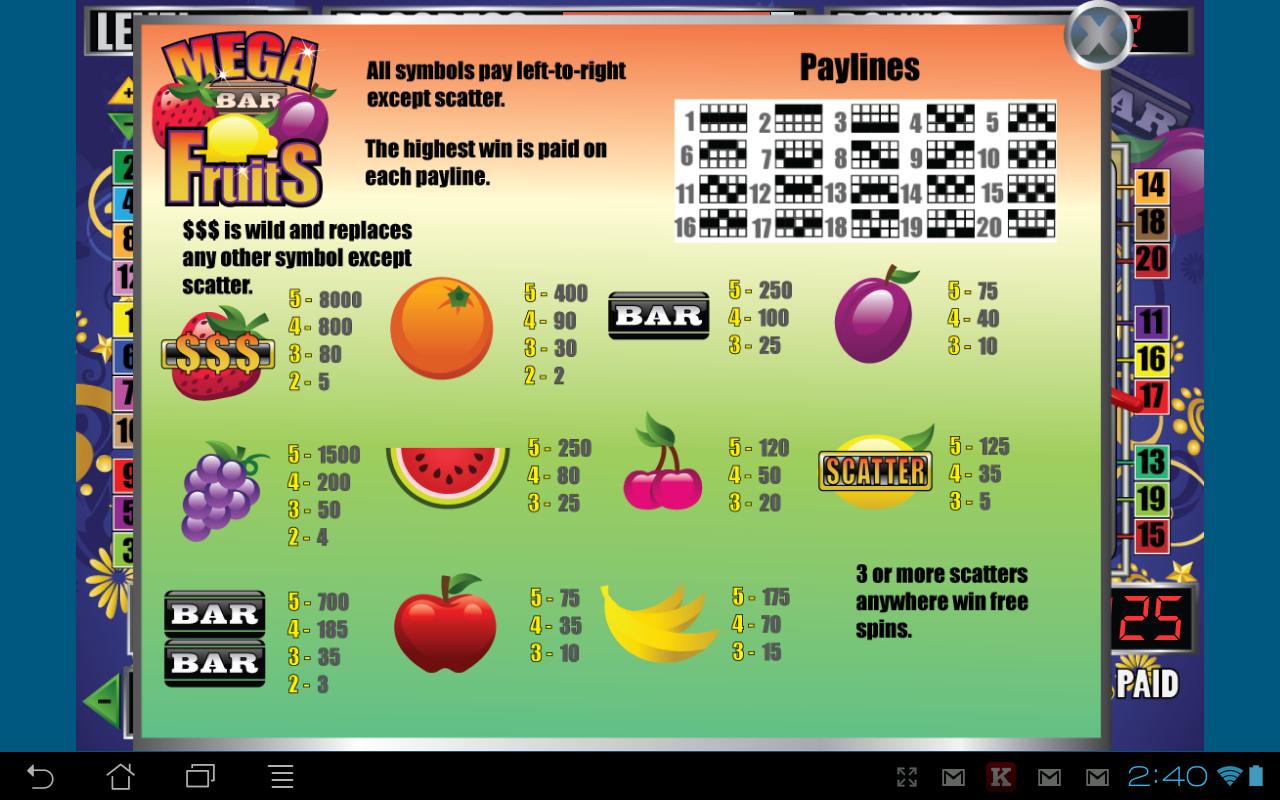 MEGA
BAR
FruitS
All symbols pay left-to-right
except scatter.
The highest win is paid on
each payline.
$$$ is wild and replaces
any other symbol except
scatter.
Paylines
1 2 3 4 5
6 7 8 9 10
11 12 13 14 15
16 17 18 19 20
X
$$$
5 - 8000
4 - 800
3 - 80
2 - 5
5 - 400
4 - 90
3 - 30
2 - 2
BAR
5 - 250
4 - 100
3 - 25
5 - 75
4 - 40
3 - 10
5 - 1500
4 - 200
3 - 50
2 - 4
5 - 250
4 - 80
3 - 25
5 - 120
4 - 50
3 - 20
SCATTER
5 - 125
4 - 35
3 - 5
BAR
BAR
5 - 700
4 - 185
3 - 35
2 - 3
5 - 75
4 - 35
3 - 10
5 - 175
4 - 70
3 - 15
3 or more scatters
anywhere win free
spins.
BAR
14
18
20
11
16
17
13
19
15
25
PAID
K
2:40